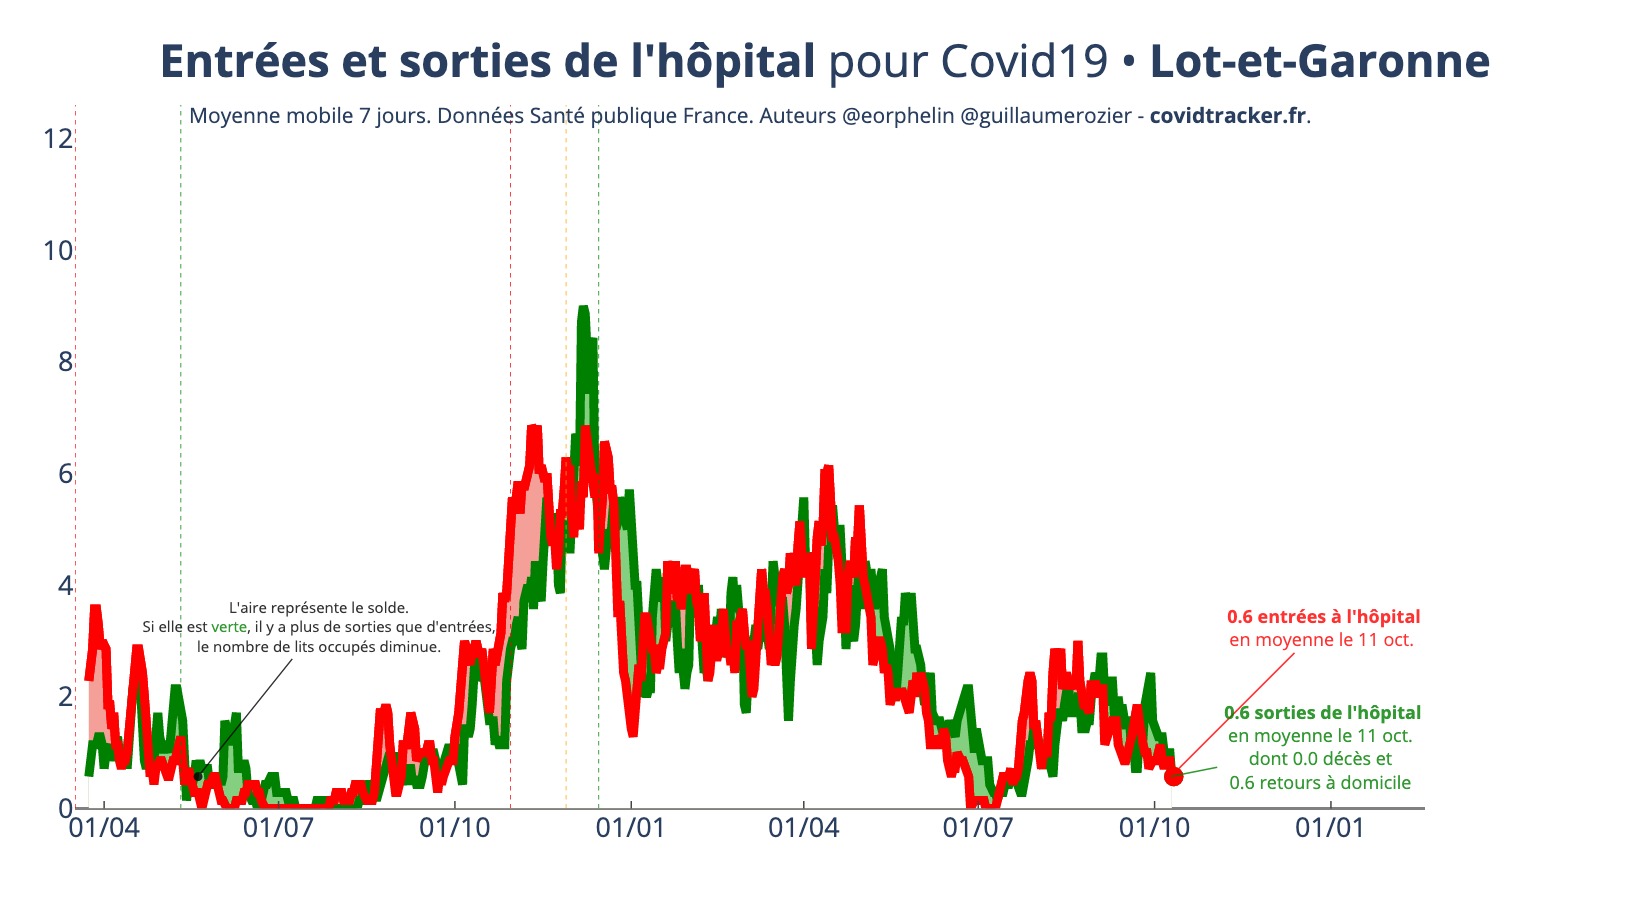 Entrées et sorties de l'hôpital pour Covid19 • Lot-et-Garonne
Moyenne mobile 7 jours. Données Santé publique France. Auteurs @eorphelin @guillaumerozier - covidtracker.fr.
12
10
8
6
4
2
0
L'aire représente le solde.
Si elle est verte, il y a plus de sorties que d'entrées,
le nombre de lits occupés diminue.
0.6 entrées à l'hôpital
en moyenne le 11 oct.
0.6 sorties de l'hôpital
en moyenne le 11 oct.
dont 0.0 décès et
0.6 retours à domicile
01/04 01/07 01/10 01/01 01/04 01/07 01/10 01/01